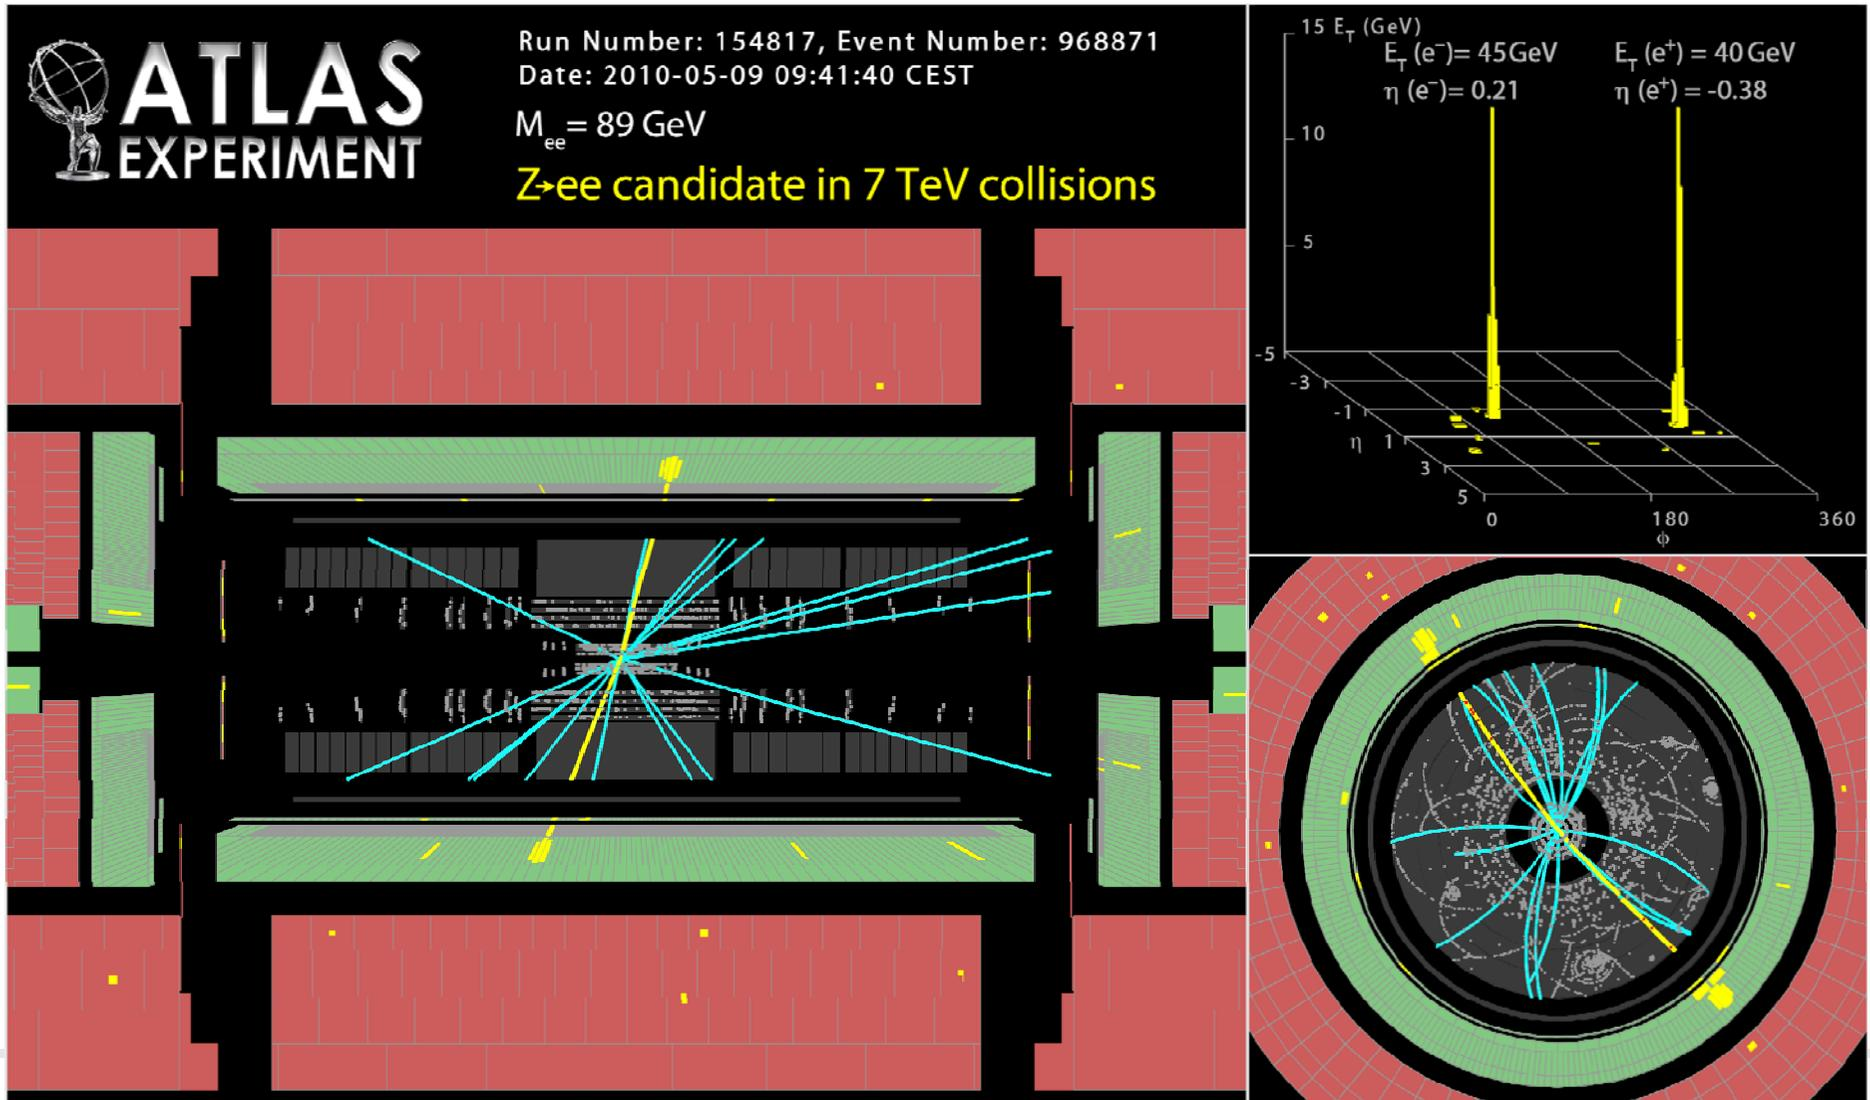 ATLAS
EXPERIMENT
Run Number: 154817, Event Number: 968871
Date: 2010-05-09 09:41:40 CEST
Mee= 89 GeV
Z→ee candidate in 7 TeV collisions
15 ET (GeV)
ET (e−)= 45GeV
η (e−)= 0.21
ET (e+) = 40 GeV
η (e+) = -0.38
10
5
-5
-3
-1
η 1
3
5
0 180 360
ϕ